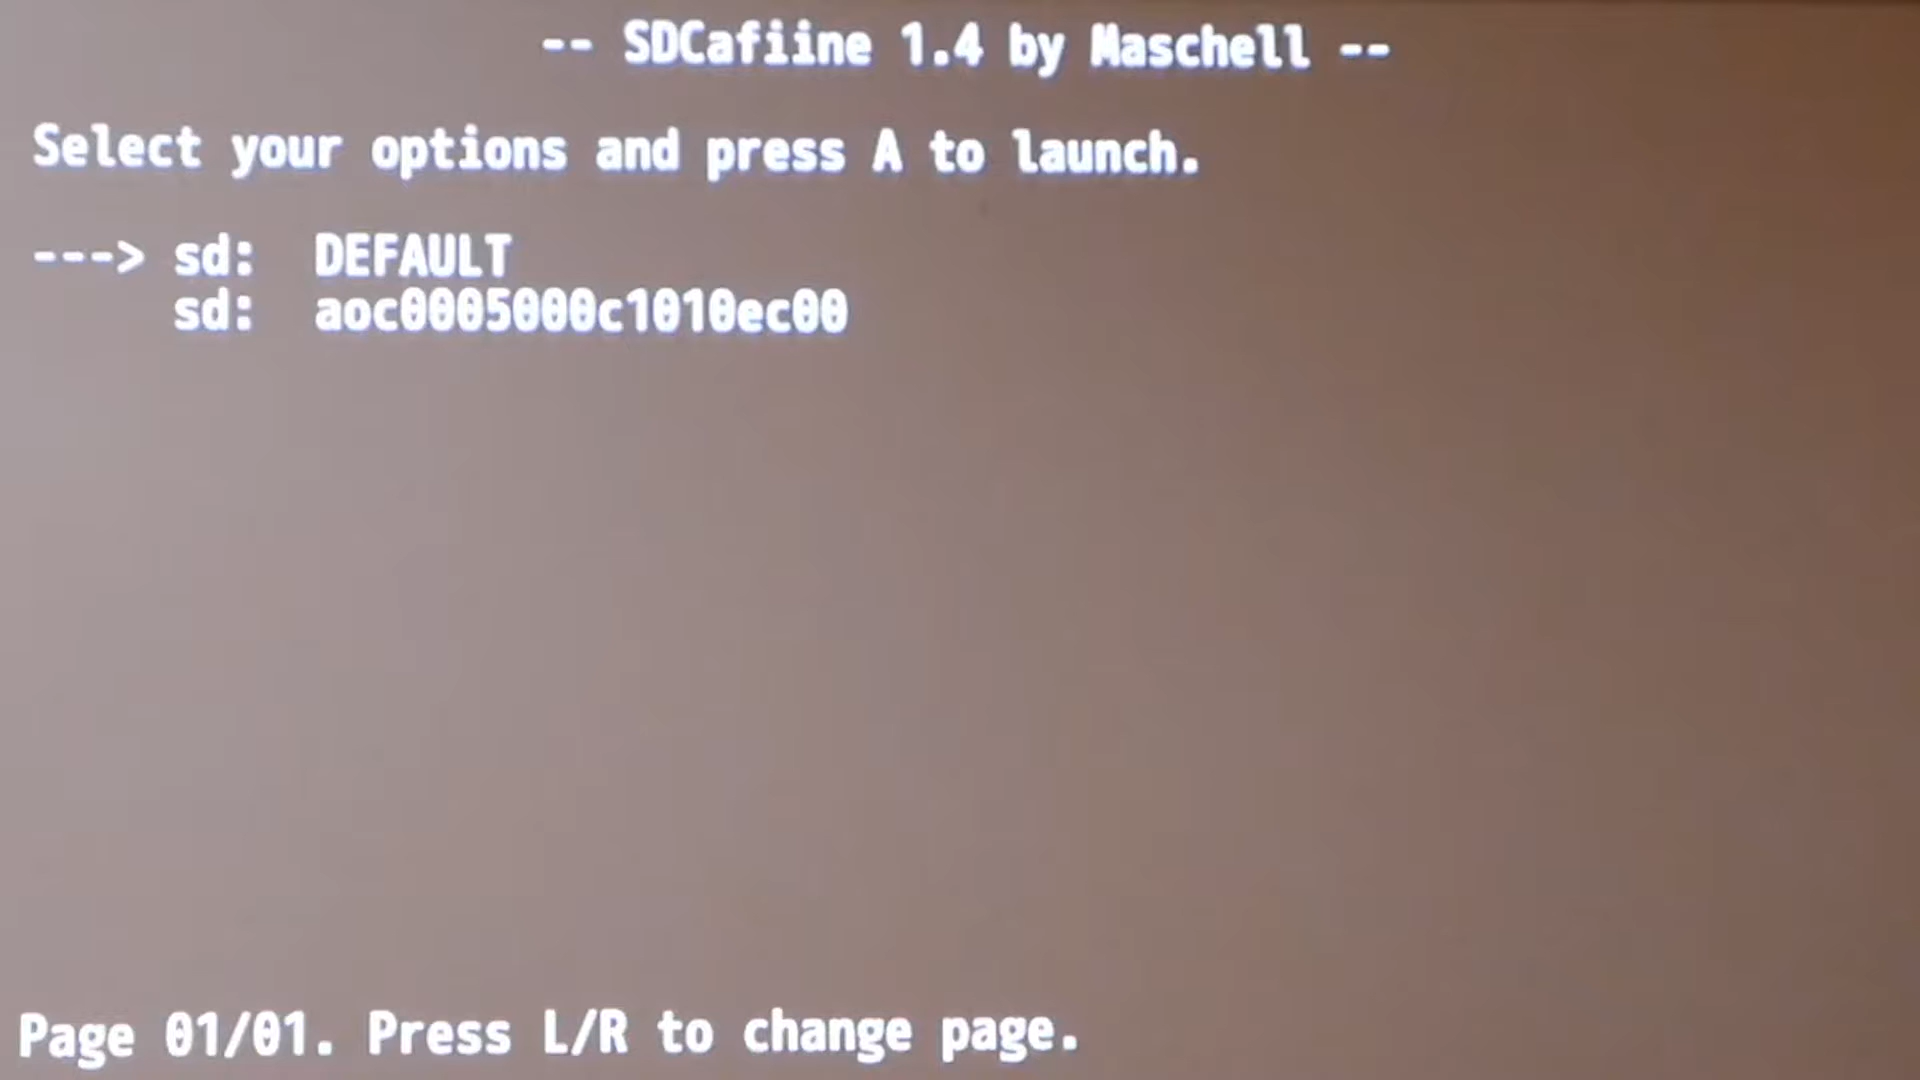 -- SDCafiine 1.4 by Maschell --
Select your options and press A to launch.
---> sd: DEFAULT
sd: aoc0005000c1010ec00
Page 01/01. Press L/R to change page.